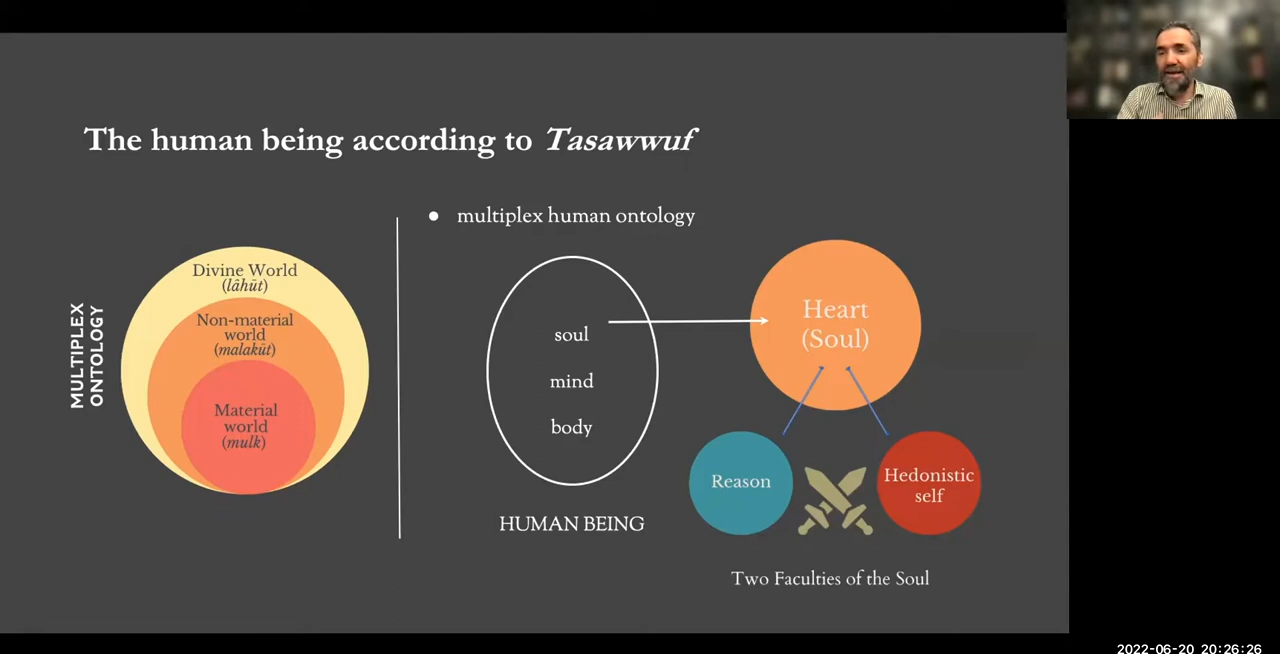 The human being according to Tasawwuf
MULTIPLEX
ONTOLOGY
Divine World
(lâhūt)
Non-material
world
(malakūt)
Material
world
(mulk)
● multiplex human ontology
soul
mind
body
HUMAN BEING
Heart
(Soul)
Reason
Hedonistic
self
Two Faculties of the Soul
2022-06-20 20:26:26